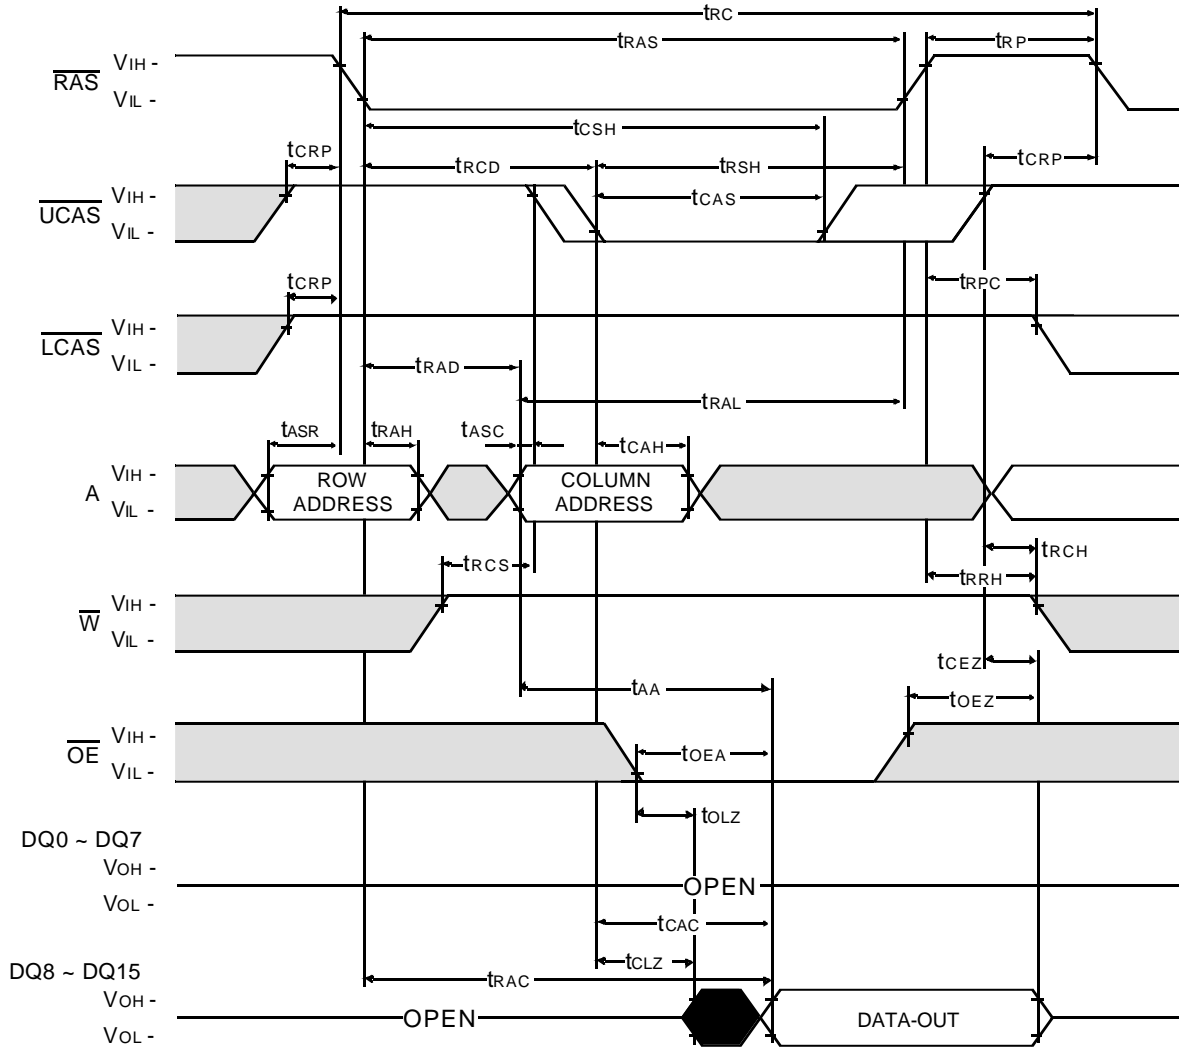 tRC
tRAS
tRP
RAS
VIH -
VIL -
tCSH
tCRP
tRCD
tRSH
tCRP
UCAS
VIH -
VIL -
tCAS
tCRP
tRPC
LCAS
VIH -
VIL -
tRAD
tRAL
tASR
tRAH
tASC
tCAH
A
VIH -
VIL -
ROW
ADDRESS
COLUMN
ADDRESS
tRCS
tRCH
tRRH
W
VIH -
VIL -
tCEZ
tAA
tOEZ
OE
VIH -
VIL -
tOEA
tOLZ
DQ0 ~ DQ7
VOH -
VOL -
OPEN
tCAC
tCLZ
DQ8 ~ DQ15
tRAC
VOH -
VOL -
OPEN
DATA-OUT